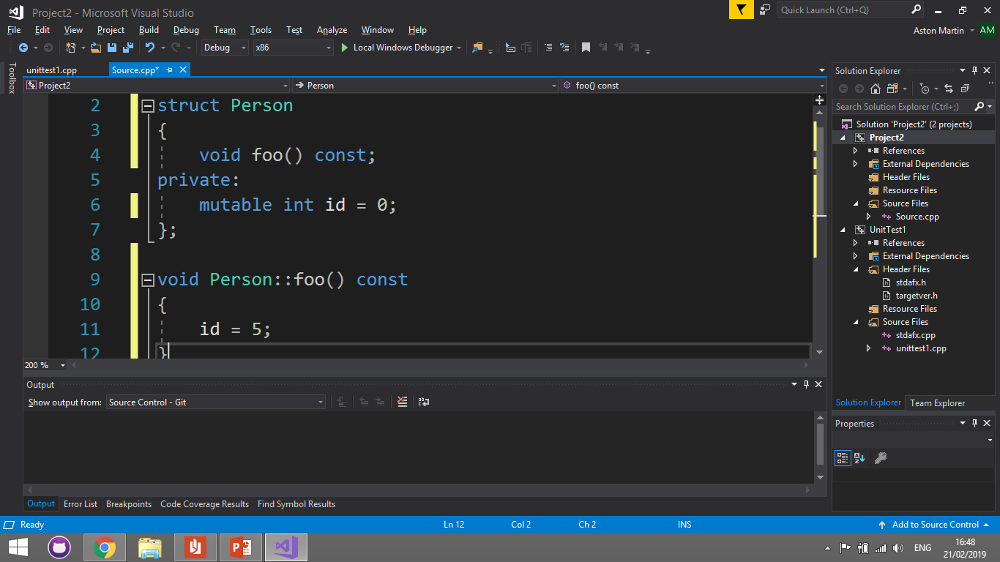 Project2 - Microsoft Visual Studio
Quick Launch (Ctrl+Q)
File Edit View Project Build Debug Team Tools Test Analyze Window Help
Aston Martin AM
Debug x86 Local Windows Debugger
Toolbox
unittest1.cpp Source.cpp*
Project2 Person foo() const
2 struct Person
3 {
4 void foo() const;
5 private:
6 mutable int id = 0;
7 };
8
9 void Person::foo() const
10 {
11 id = 5;
12 }
200 %
Output
Show output from: Source Control - Git
Output Error List Breakpoints Code Coverage Results Find Symbol Results
Solution Explorer
Search Solution Explorer (Ctrl+;)
Solution 'Project2' (2 projects)
Project2
References
External Dependencies
Header Files
Resource Files
Source Files
Source.cpp
UnitTest1
References
External Dependencies
Header Files
stdafx.h
targetver.h
Resource Files
Source Files
stdafx.cpp
unittest1.cpp
Solution Explorer Team Explorer
Properties
Ready Ln 12 Col 2 Ch 2 INS Add to Source Control
ENG
16:48
21/02/2019